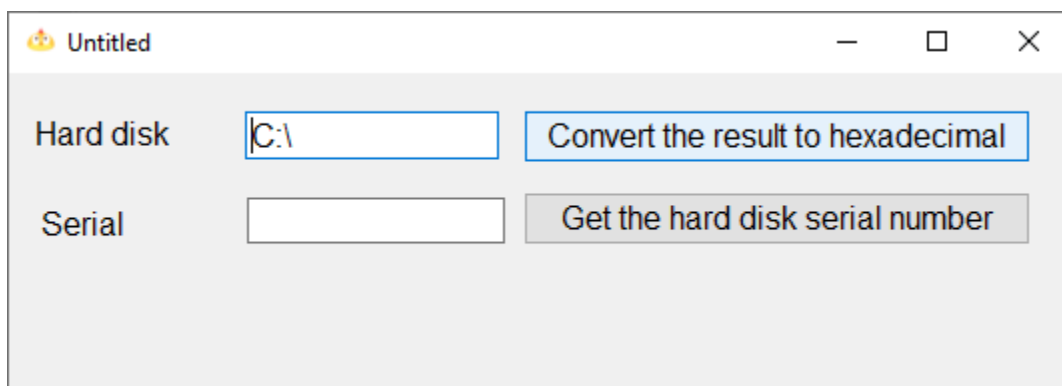 Untitled
Hard disk C:\ Convert the result to hexadecimal
Serial Get the hard disk serial number